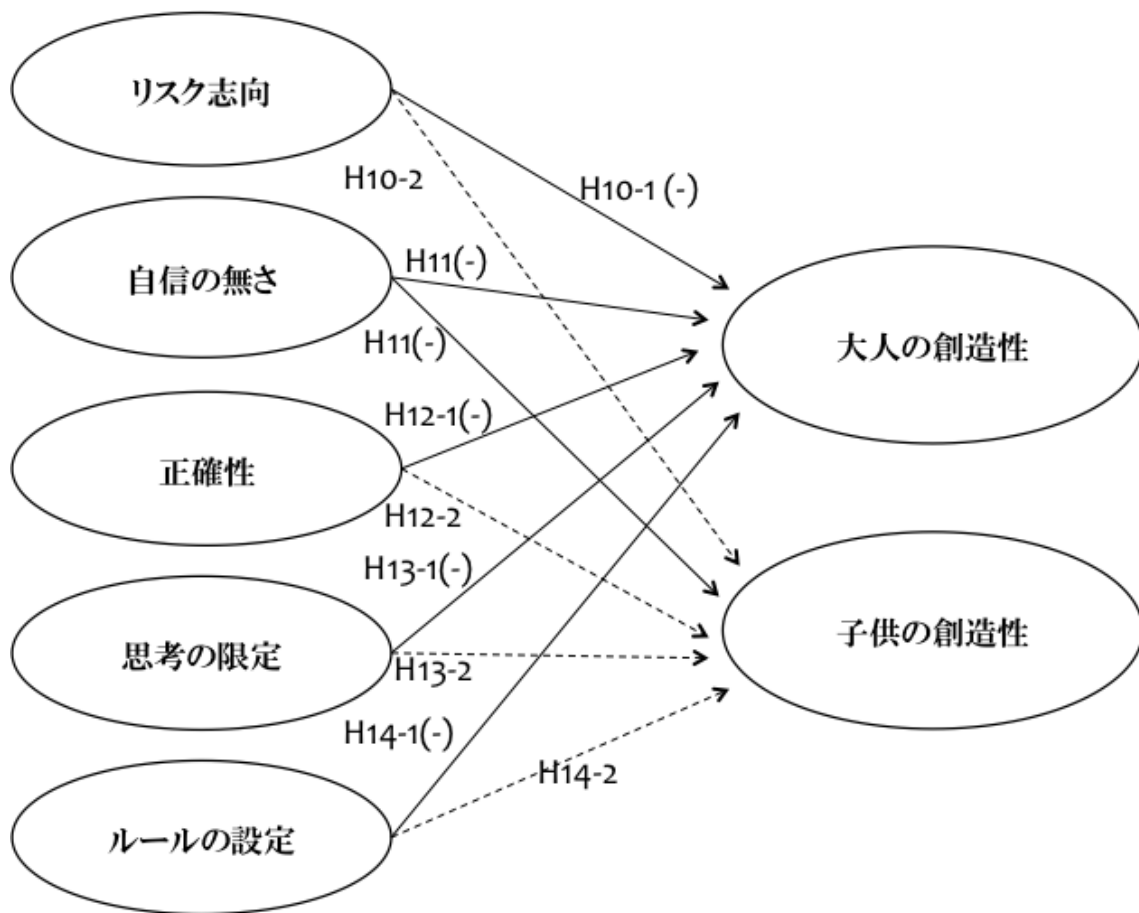 リスク志向
H10-2
H10-1 (-)
自信の無さ
H11(-)
H11(-)
大人の創造性
正確性
H12-1(-)
H12-2
H13-1(-)
思考の限定
H13-2
子供の創造性
H14-1(-)
H14-2
ルールの設定